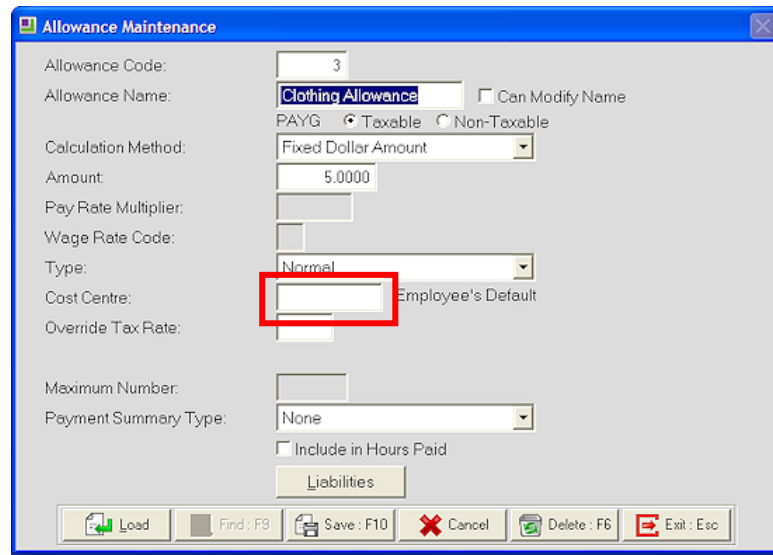 Allowance Maintenance
Allowance Code: 3
Allowance Name: Clothing Allowance Can Modify Name
PAYG Taxable Non-Taxable
Calculation Method: Fixed Dollar Amount
Amount: 5.0000
Pay Rate Multiplier:
Wage Rate Code:
Type: Normal
Cost Centre: Employee's Default
Override Tax Rate:
Maximum Number:
Payment Summary Type: None
Include in Hours Paid
Liabilities
Load Find : F9 Save : F10 Cancel Delete : F6 Exit : Esc